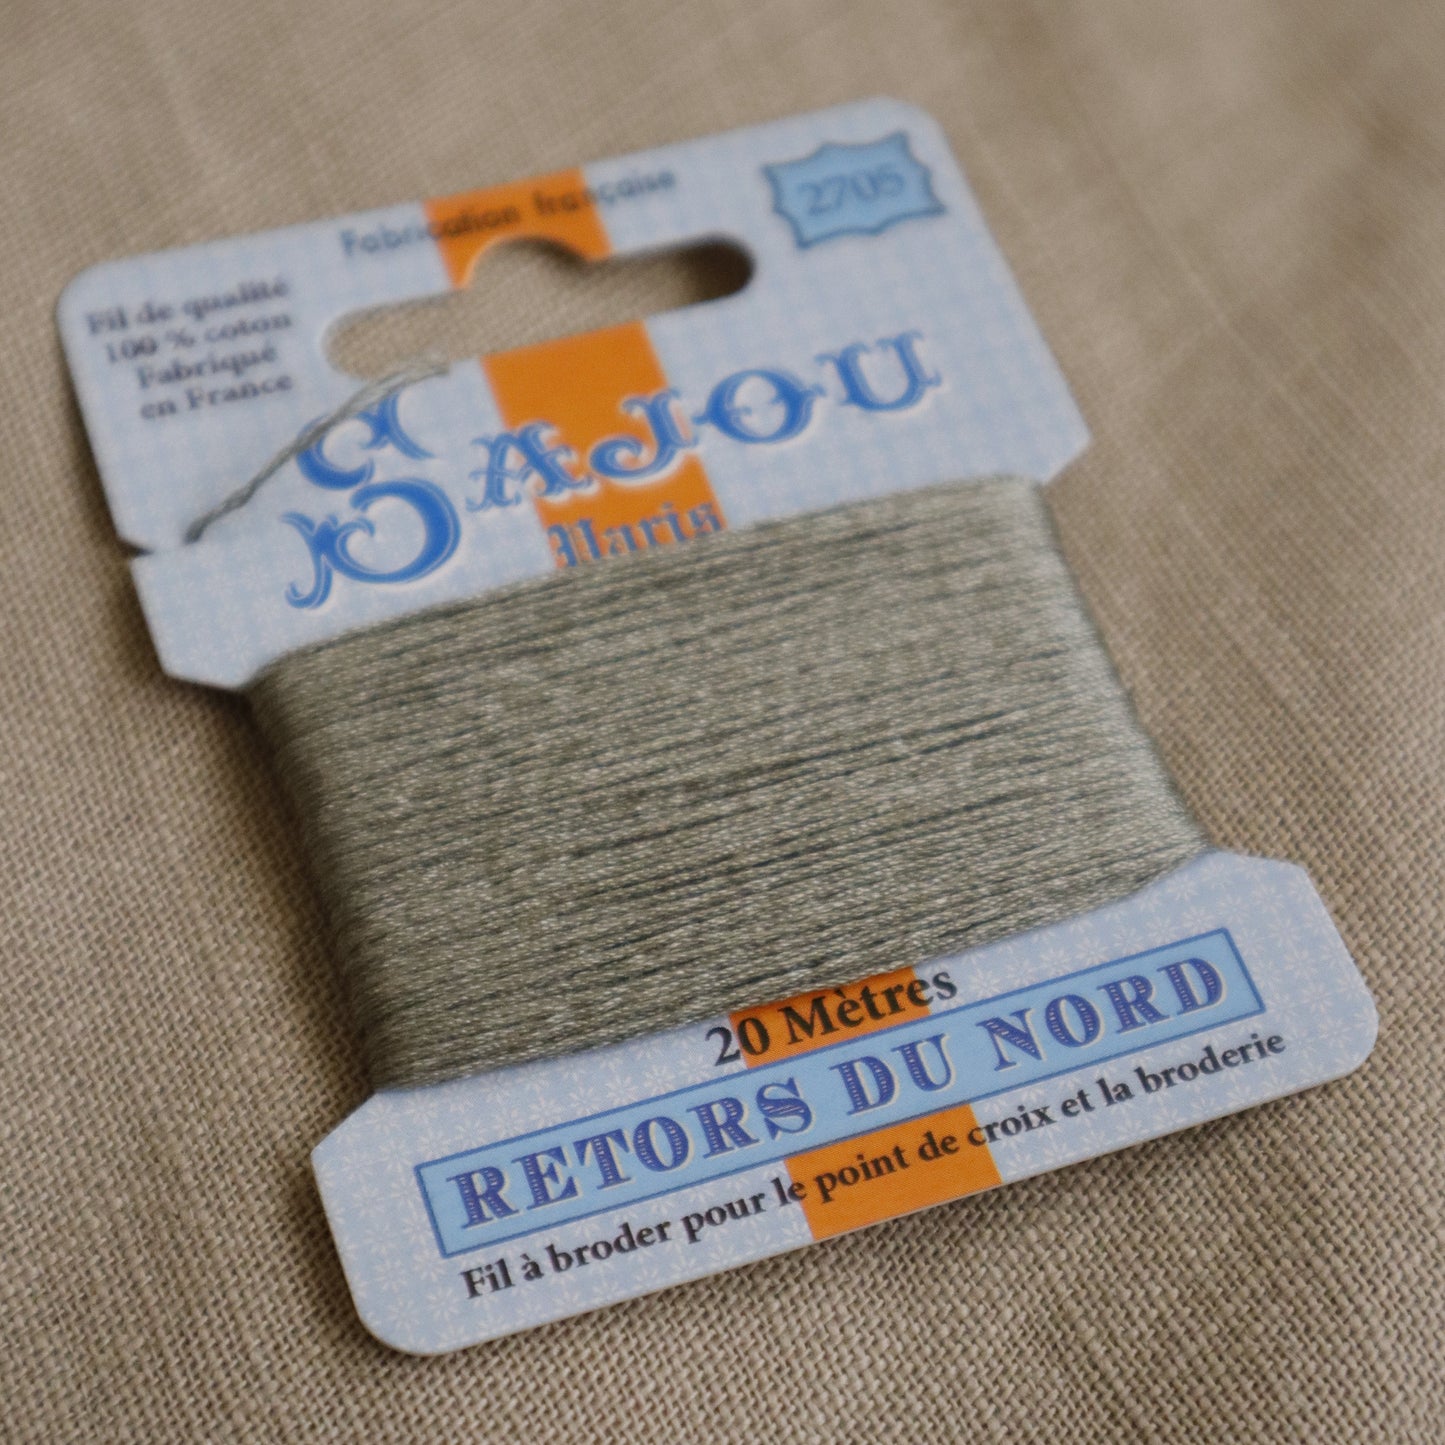 Fabrication française
2705
Fil de qualité
100 % coton
Fabriqué
en France
SAJOU
Paris
20 Mètres
RETORS DU NORD
Fil à broder pour le point de croix et la broderie